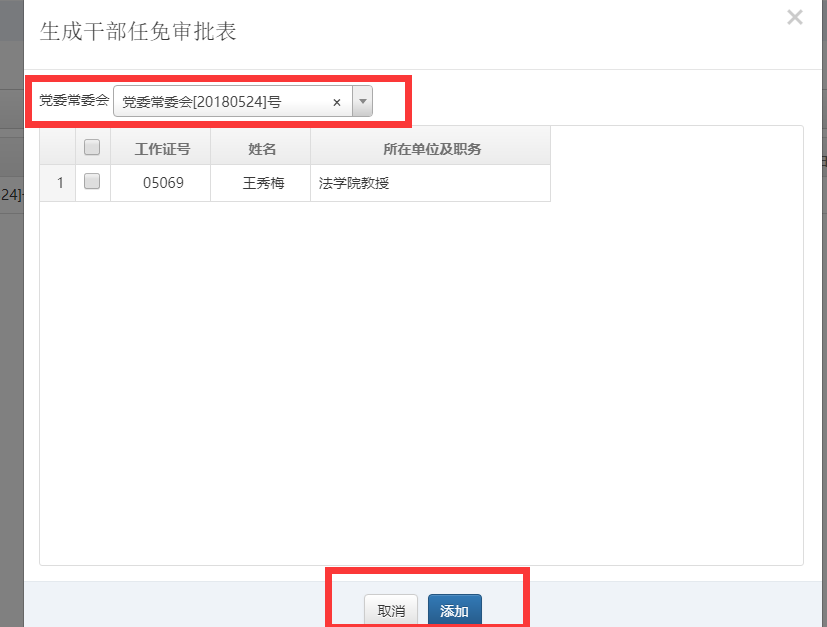 生成干部任免审批表
×
党委常委会 党委常委会[20180524]号 ×
工作证号 姓名 所在单位及职务
1 05069 王秀梅 法学院教授
24]
取消 添加